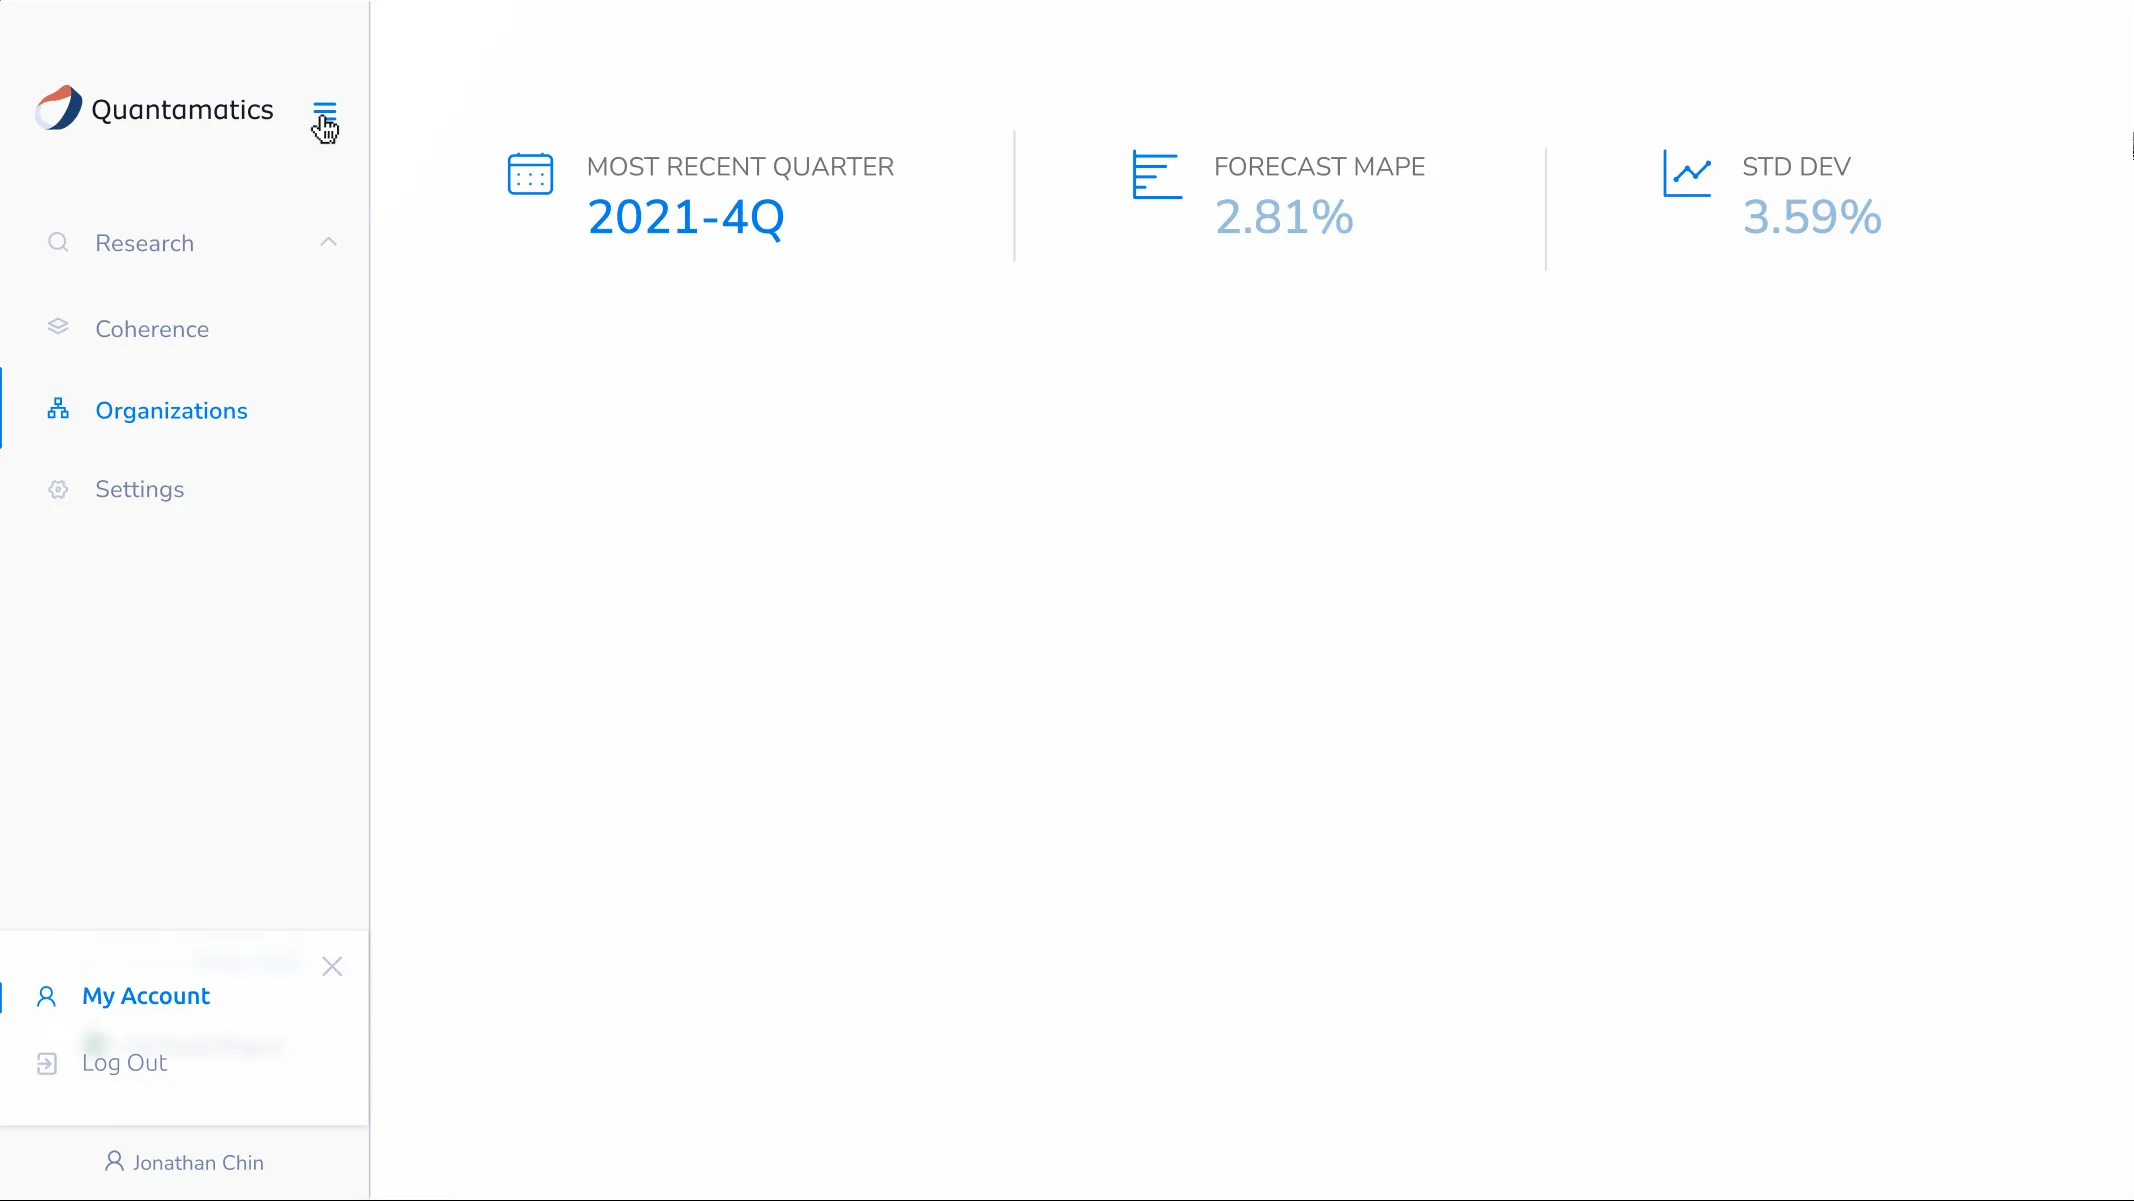 Quantamatics
Research
Coherence
Organizations
Settings
My Account
Log Out
Jonathan Chin
MOST RECENT QUARTER
2021-4Q
FORECAST MAPE
2.81%
STD DEV
3.59%